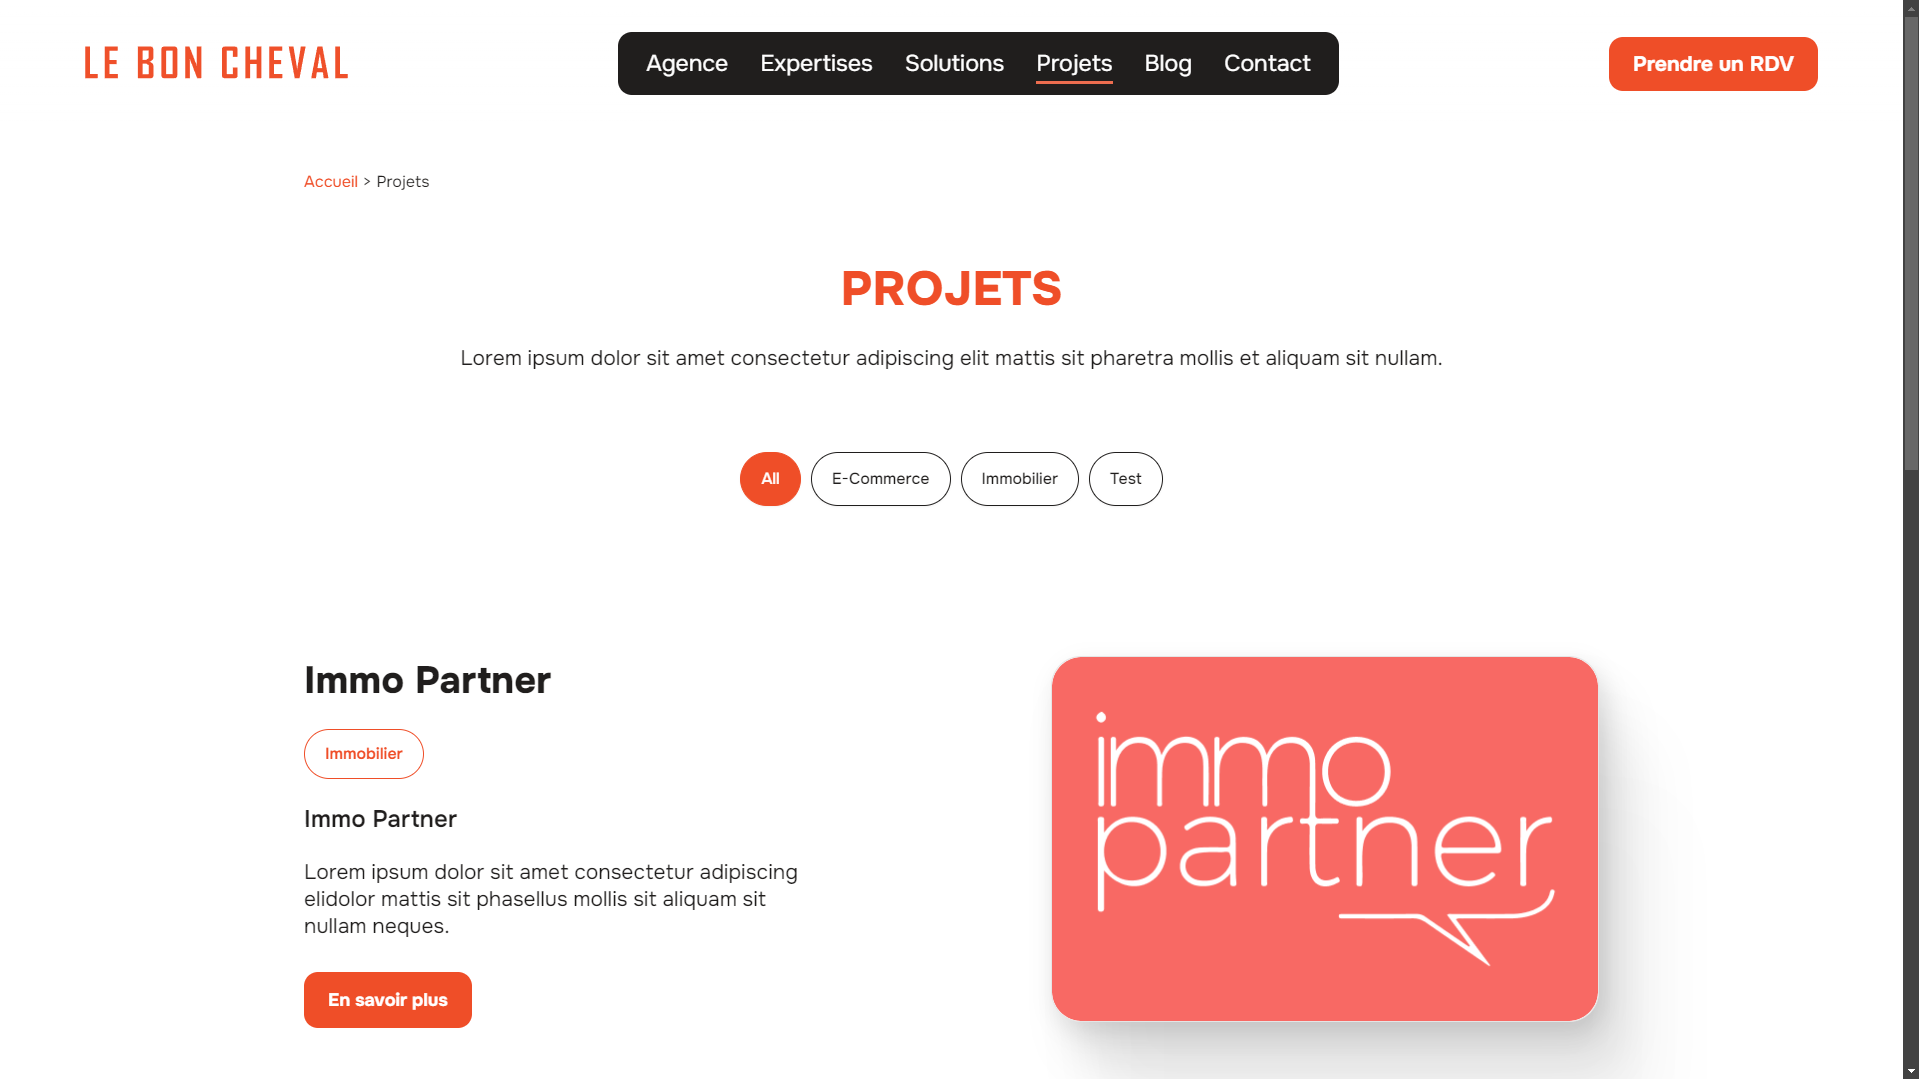 LE BON CHEVAL
Agence Expertises Solutions Projets Blog Contact
Prendre un RDV
Accueil > Projets
PROJETS
Lorem ipsum dolor sit amet consectetur adipiscing elit mattis sit pharetra mollis et aliquam sit nullam.
All E-Commerce Immobilier Test
Immo Partner
Immobilier
Immo Partner
Lorem ipsum dolor sit amet consectetur adipiscing
elidolor mattis sit phasellus mollis sit aliquam sit
nullam neques.
En savoir plus
immo
partner